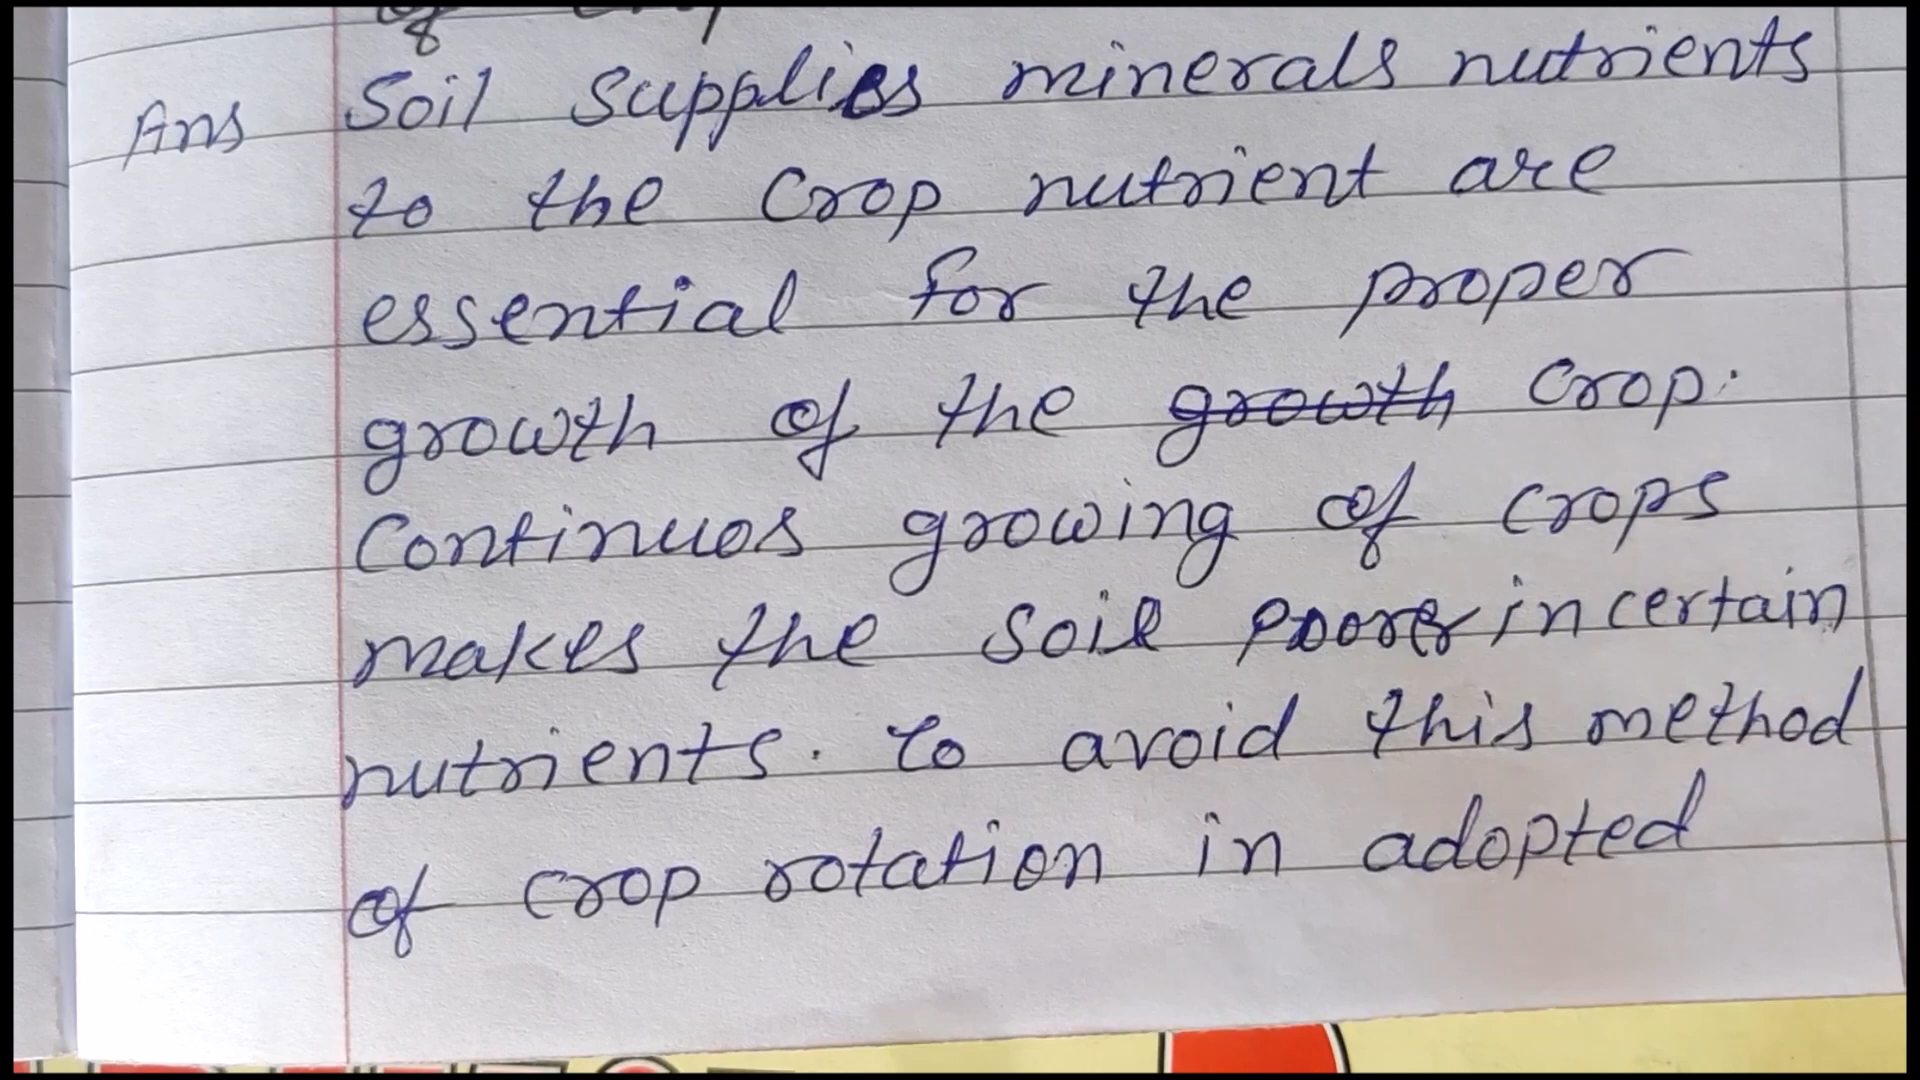 Ans Soil supplies minerals nutrients
to the Crop nutrient are
essential for the proper
growth of the growth Crop.
Continuos growing of crops
makes the soil poorer in certain
nutrients. To avoid this method
of crop rotation in adopted